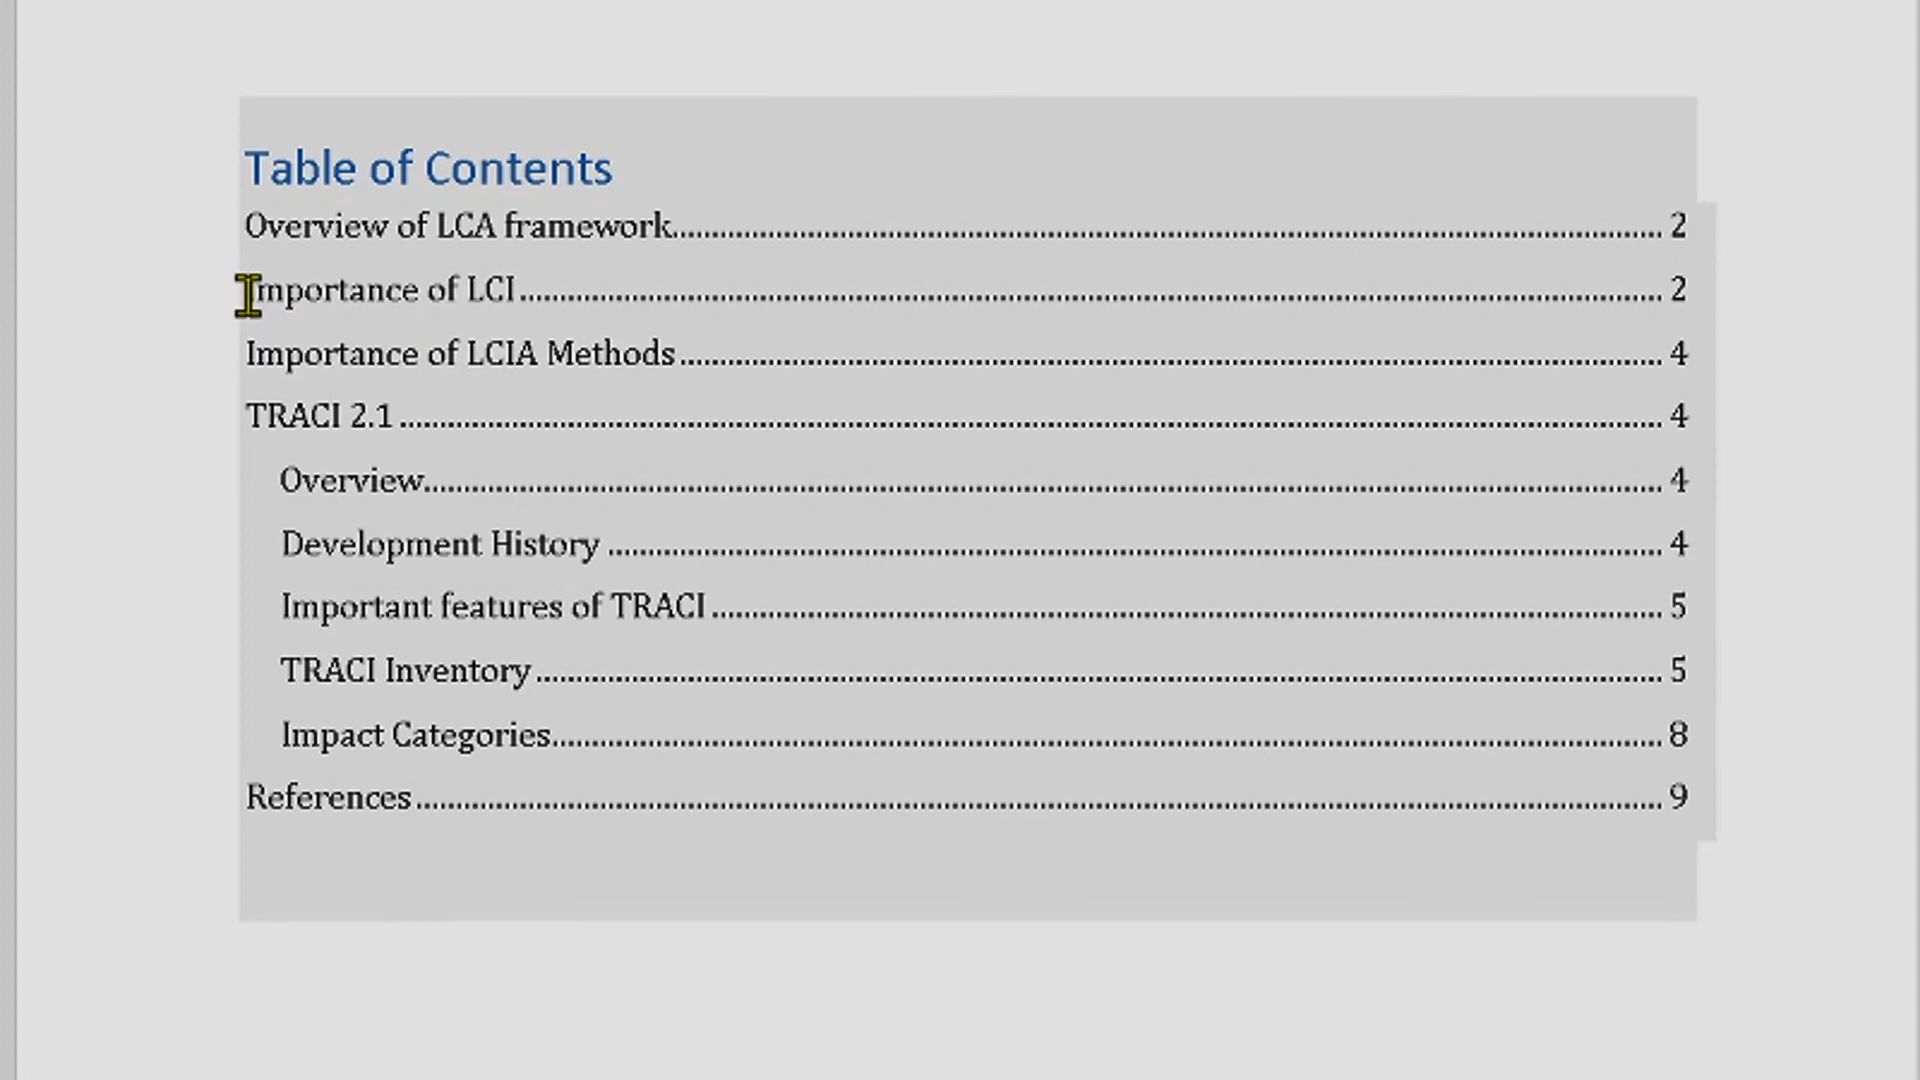 Table of Contents
Overview of LCA framework 2
Importance of LCI 2
Importance of LCIA Methods 4
TRACI 2.1 4
Overview 4
Development History 4
Important features of TRACI 5
TRACI Inventory 5
Impact Categories 8
References 9